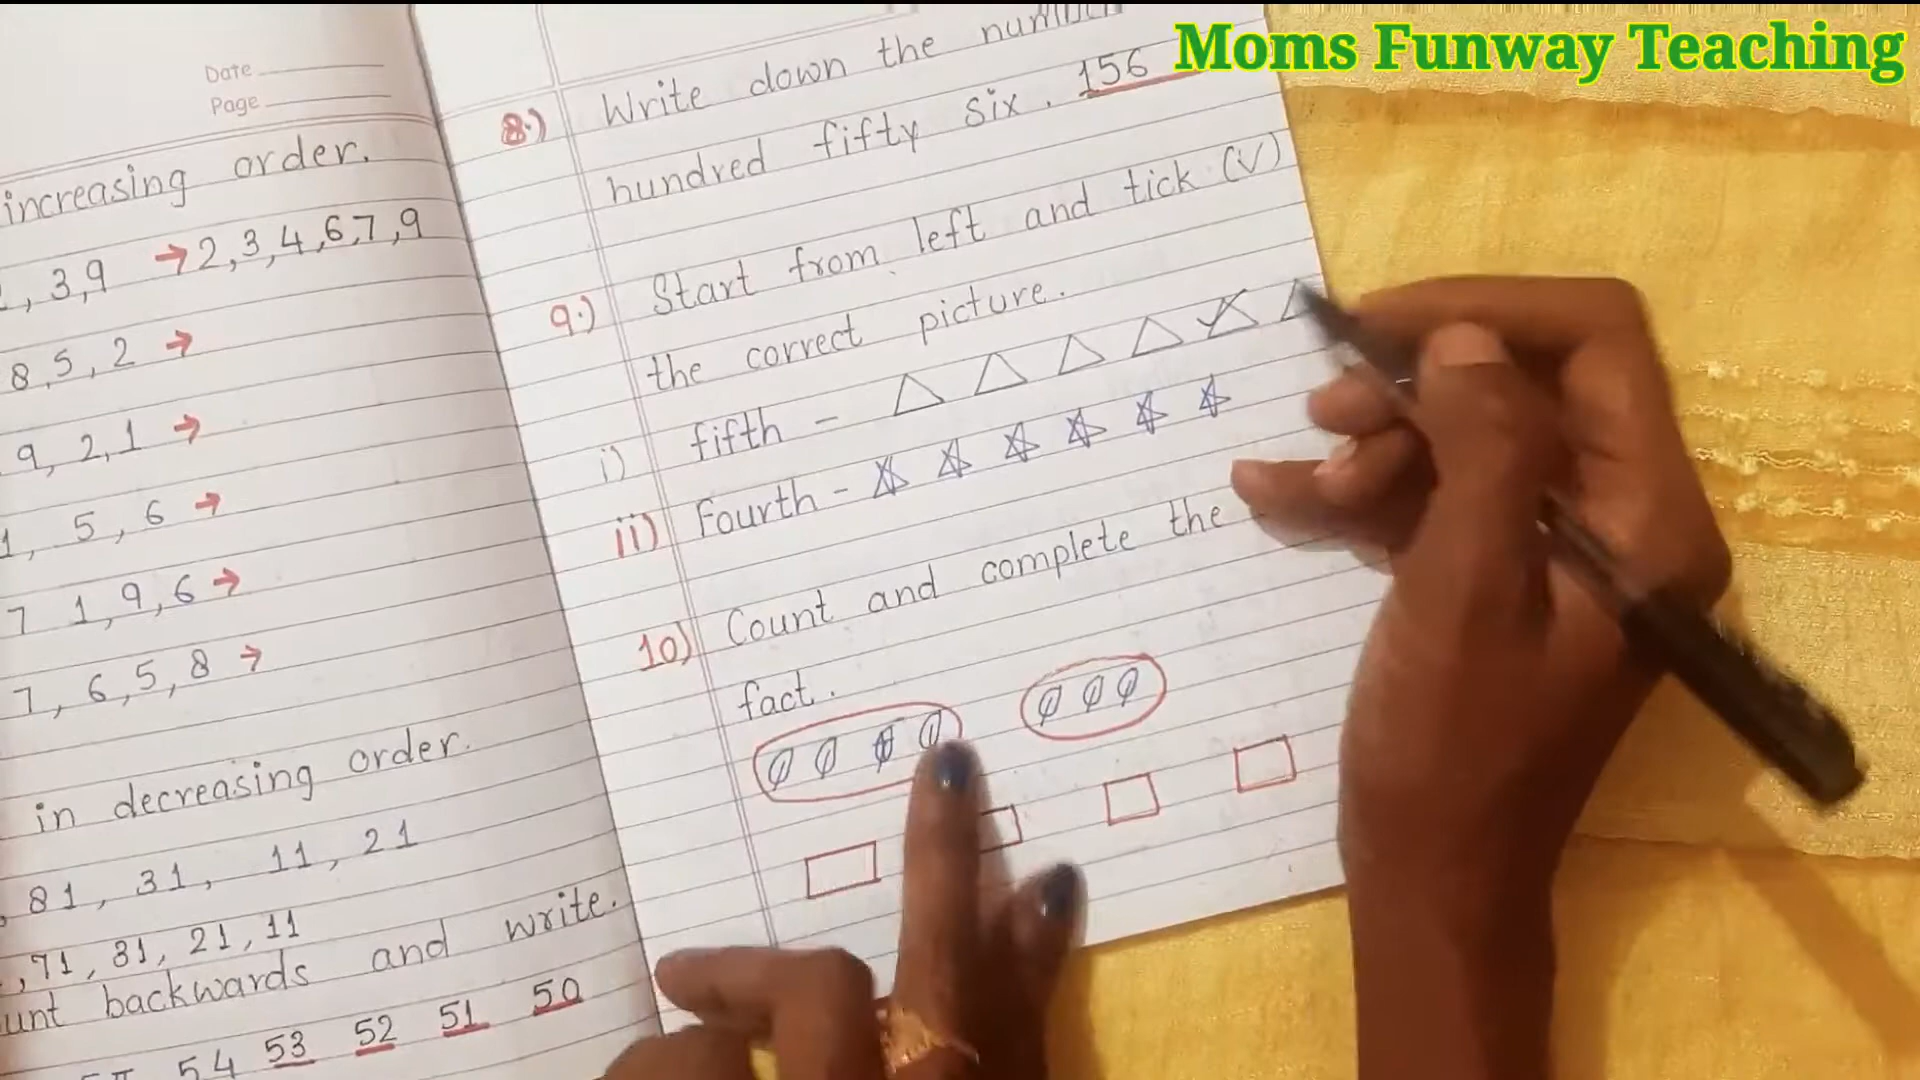 Moms Funway Teaching
Date
Page
increasing order.
, 3,9 → 2,3,4,6,7,9
8,5,2 →
9, 2,1 →
1, 5, 6 →
7 1,9,6 →
7, 6,5,8 →
in decreasing order.
81, 31, 11, 21
,71, 31, 21,11
backwards and write.
54 53 52 51 50
8.) Write down the
hundred fifty six. 156
9.) Start from left and tick (√)
the correct picture.
i) fifth - △ △ △ △ △ △
ii) Fourth - ☆ ☆ ☆ ☆ ☆ ☆
10) Count and complete the
fact.